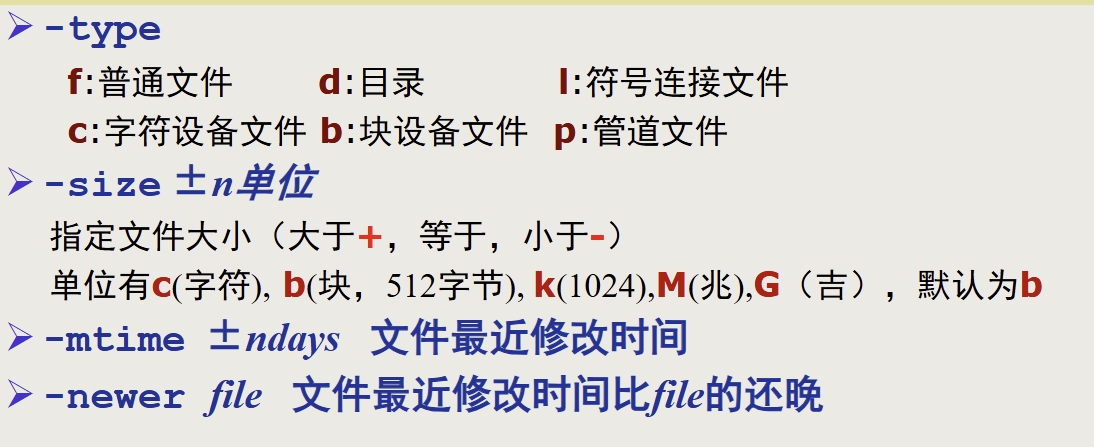 ➢ -type
f:普通文件 d:目录 l:符号连接文件
c:字符设备文件 b:块设备文件 p:管道文件
➢ -size ±n单位
指定文件大小（大于+，等于，小于-）
单位有c(字符), b(块，512字节), k(1024),M(兆),G（吉），默认为b
➢ -mtime ±ndays 文件最近修改时间
➢ -newer file 文件最近修改时间比file的还晚